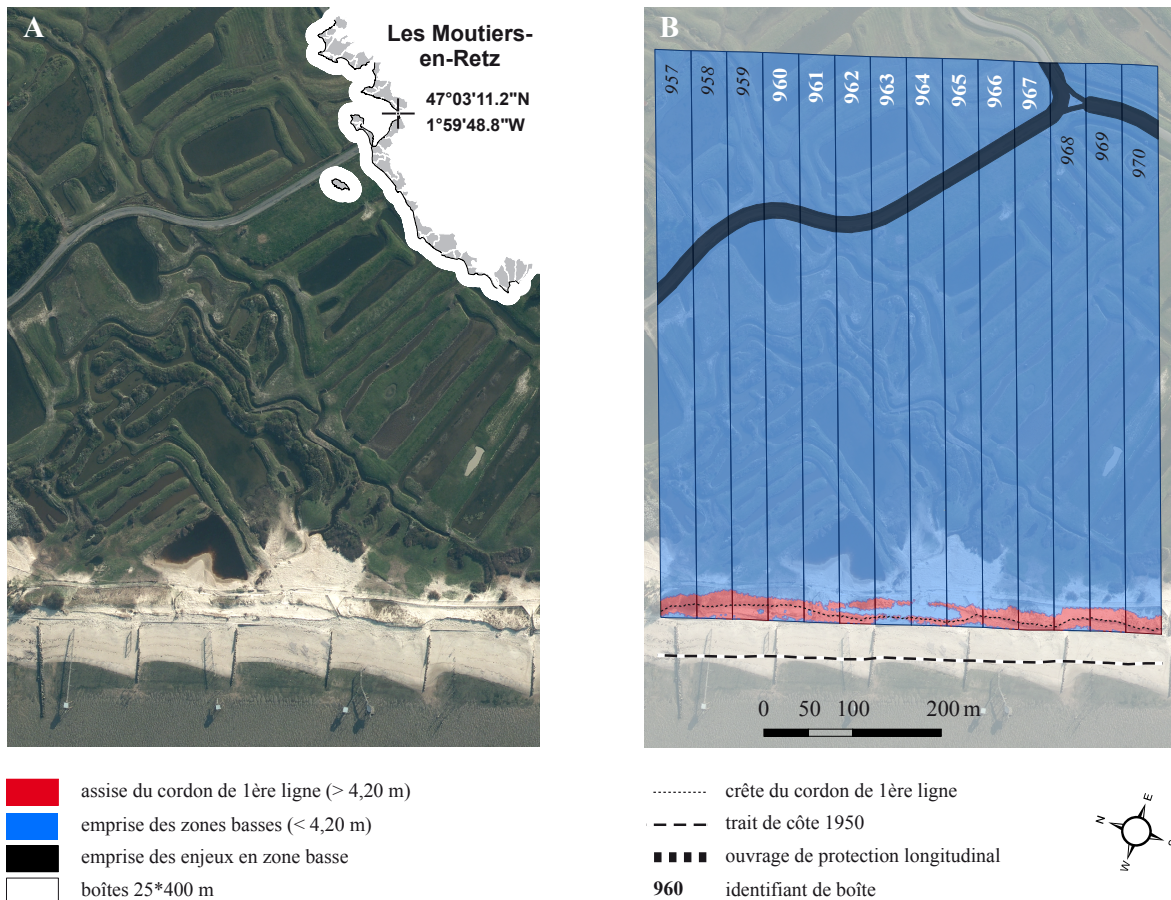 A
Les Moutiers-
en-Retz
47°03'11.2"N
1°59'48.8"W
B
957
958
959
960
961
962
963
964
965
966
967
968
969
970
0 50 100 200 m
assise du cordon de 1ère ligne (> 4,20 m)
emprise des zones basses (< 4,20 m)
emprise des enjeux en zone basse
boîtes 25*400 m
crête du cordon de 1ère ligne
trait de côte 1950
ouvrage de protection longitudinal
960 identifiant de boîte
N
E
W